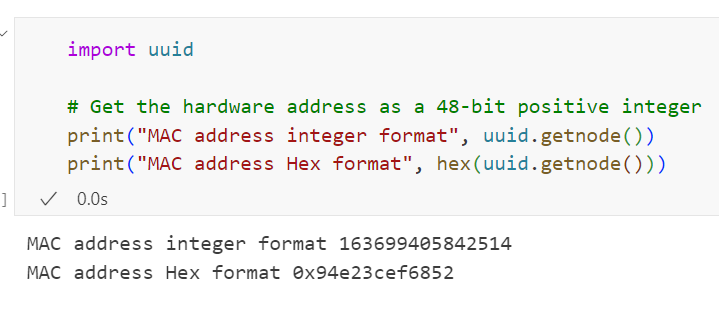 import uuid
# Get the hardware address as a 48-bit positive integer
print("MAC address integer format", uuid.getnode())
print("MAC address Hex format", hex(uuid.getnode()))
] ✓ 0.0s
MAC address integer format 163699405842514
MAC address Hex format 0x94e23cef6852